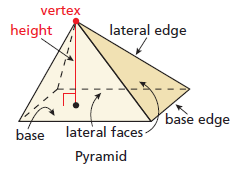 vertex
height
lateral edge
base
lateral faces
base edge
Pyramid